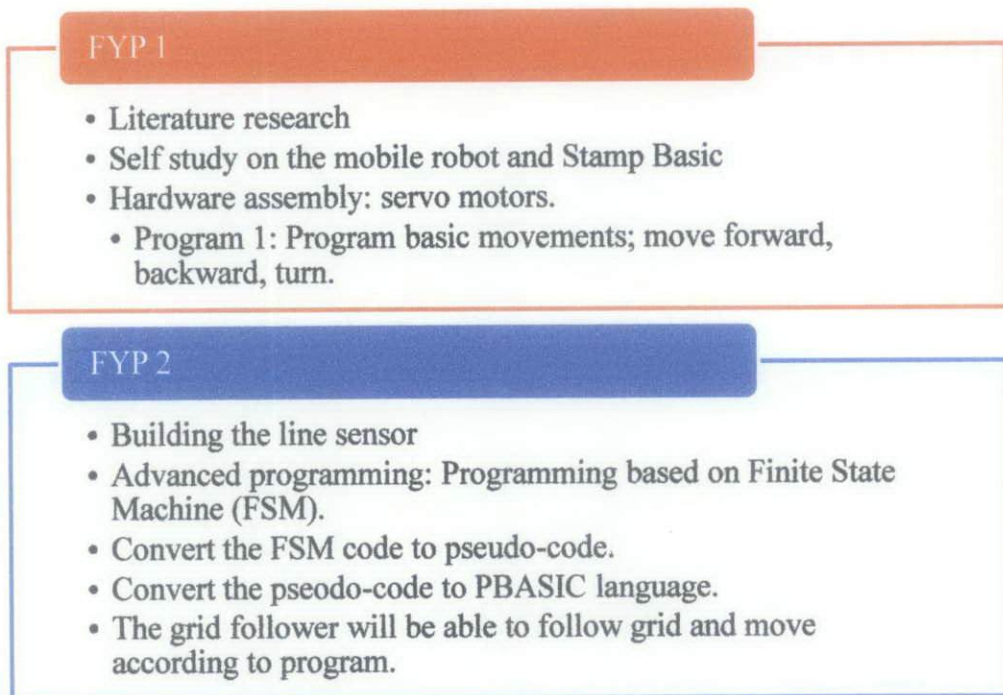 FYP 1
• Literature research
• Self study on the mobile robot and Stamp Basic
• Hardware assembly: servo motors.
• Program 1: Program basic movements; move forward,
backward, turn.
FYP 2
• Building the line sensor
• Advanced programming: Programming based on Finite State
Machine (FSM).
• Convert the FSM code to pseudo-code.
• Convert the pseodo-code to PBASIC language.
• The grid follower will be able to follow grid and move
according to program.